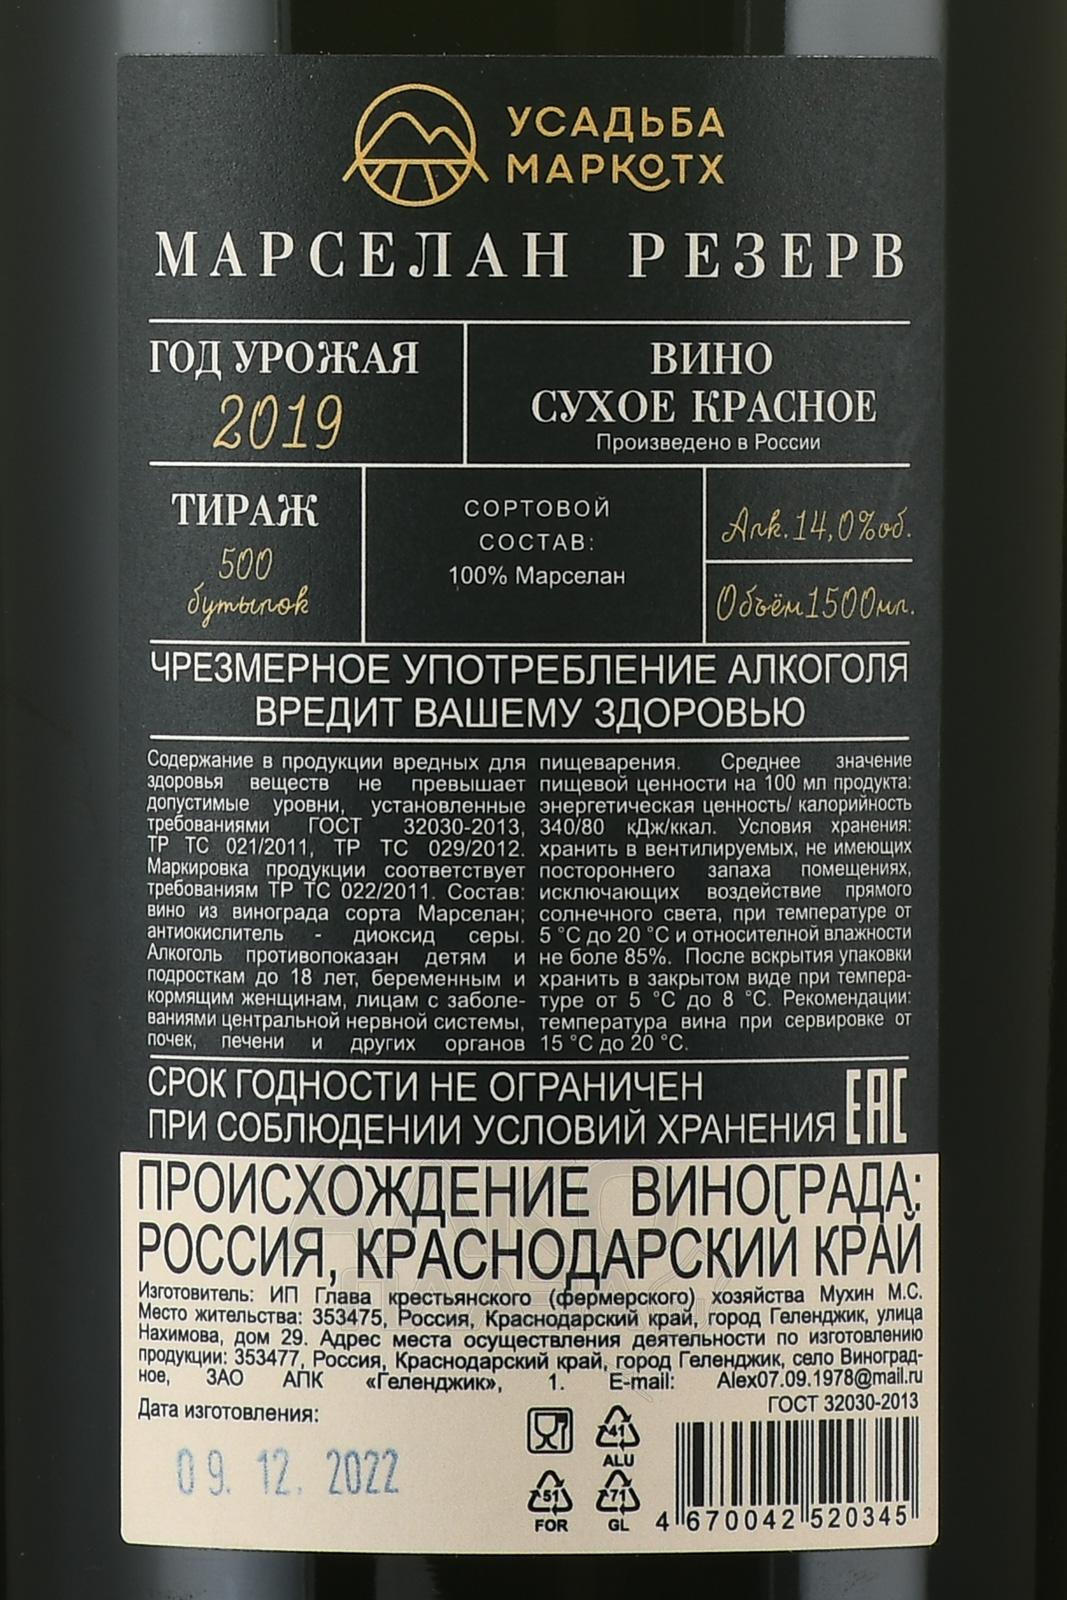 УСАДЬБА
МАРКОТХ
МАРСЕЛАН РЕЗЕРВ
ГОД УРОЖАЯ
2019
ВИНО
СУХОЕ КРАСНОЕ
Произведено в России
ТИРАЖ
500
бутылок
СОРТОВОЙ
СОСТАВ:
100% Марселан
Алк.14,0%об.
Объём1500мл.
ЧРЕЗМЕРНОЕ УПОТРЕБЛЕНИЕ АЛКОГОЛЯ
ВРЕДИТ ВАШЕМУ ЗДОРОВЬЮ
Содержание в продукции вредных для
здоровья веществ не превышает
допустимые уровни, установленные
требованиями ГОСТ 32030-2013,
ТР ТС 021/2011, ТР ТС 029/2012.
Маркировка продукции соответствует
требованиям ТР ТС 022/2011. Состав:
вино из винограда сорта Марселан;
антиокислитель - диоксид серы.
Алкоголь противопоказан детям и
подросткам до 18 лет, беременным и
кормящим женщинам, лицам с заболе-
ваниями центральной нервной системы,
почек, печени и других органов
пищеварения. Среднее значение
пищевой ценности на 100 мл продукта:
энергетическая ценность/ калорийность
340/80 кДж/ккал. Условия хранения:
хранить в вентилируемых, не имеющих
постороннего запаха помещениях,
исключающих воздействие прямого
солнечного света, при температуре от
5 °С до 20 °С и относителной влажности
не боле 85%. После вскрытия упаковки
хранить в закрытом виде при темпера-
туре от 5 °С до 8 °С. Рекомендации:
температура вина при сервировке от
15 °С до 20 °С.
СРОК ГОДНОСТИ НЕ ОГРАНИЧЕН
ПРИ СОБЛЮДЕНИИ УСЛОВИЙ ХРАНЕНИЯ
ЕАС
ПРОИСХОЖДЕНИЕ ВИНОГРАДА:
РОССИЯ, КРАСНОДАРСКИЙ КРАЙ
Изготовитель: ИП Глава крестьянского (фермерского) хозяйства Мухин М.С.
Место жительства: 353475, Россия, Краснодарский край, город Геленджик, улица
Нахимова, дом 29. Адрес места осуществления деятельности по изготовлению
продукции: 353477, Россия, Краснодарский край, город Геленджик, село Виноград-
ное, ЗАО АПК «Геленджик», 1. E-mail: Alex07.09.1978@mail.ru
ГОСТ 32030-2013
Дата изготовления:
09. 12. 2022
41
ALU
51
FOR
71
GL
4 670042 520345